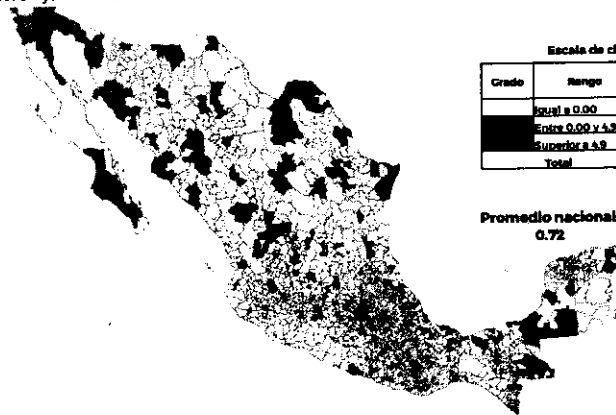 Escala de cl
Grado Rango
Igual a 0.00
Entre 0.00 y 4.9
Superior a 4.9
Total
Promedio nacional
0.72